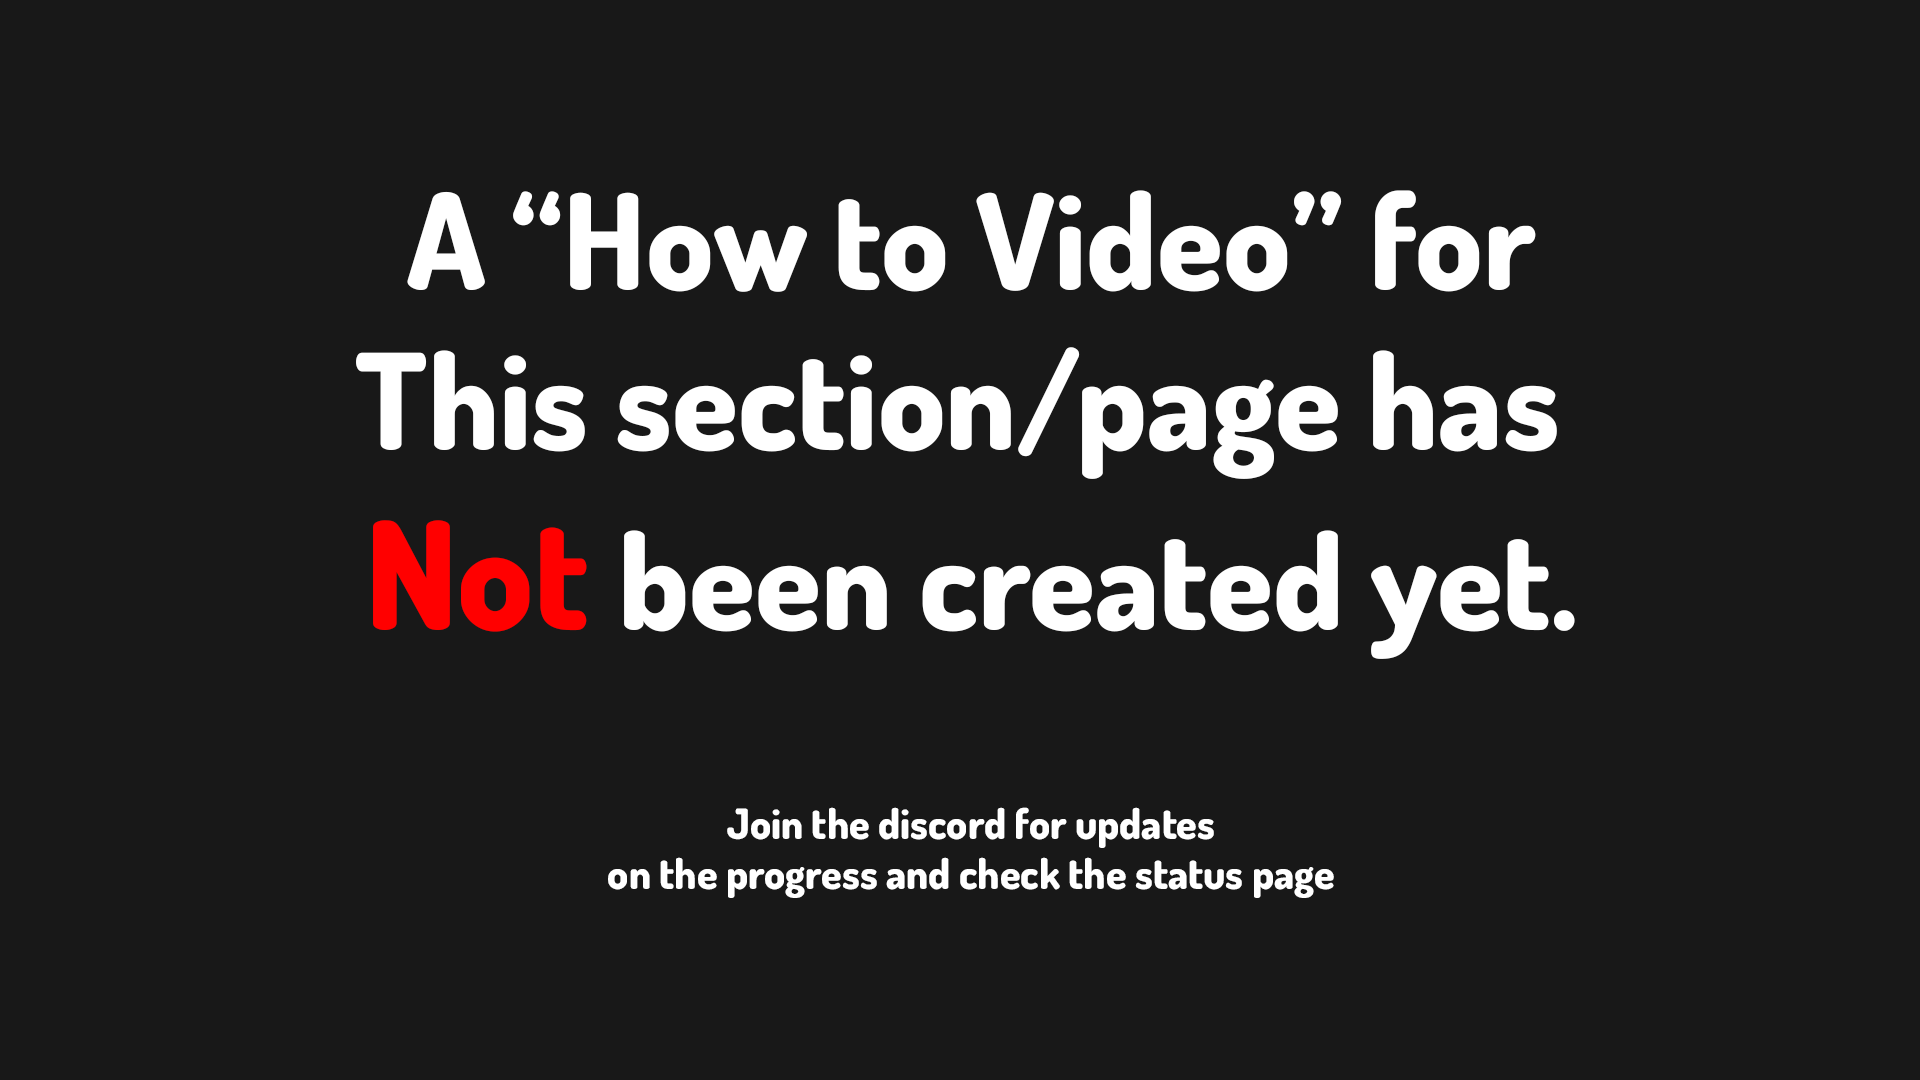 A “How to Video” for
This section/page has
Not been created yet.
Join the discord for updates
on the progress and check the status page